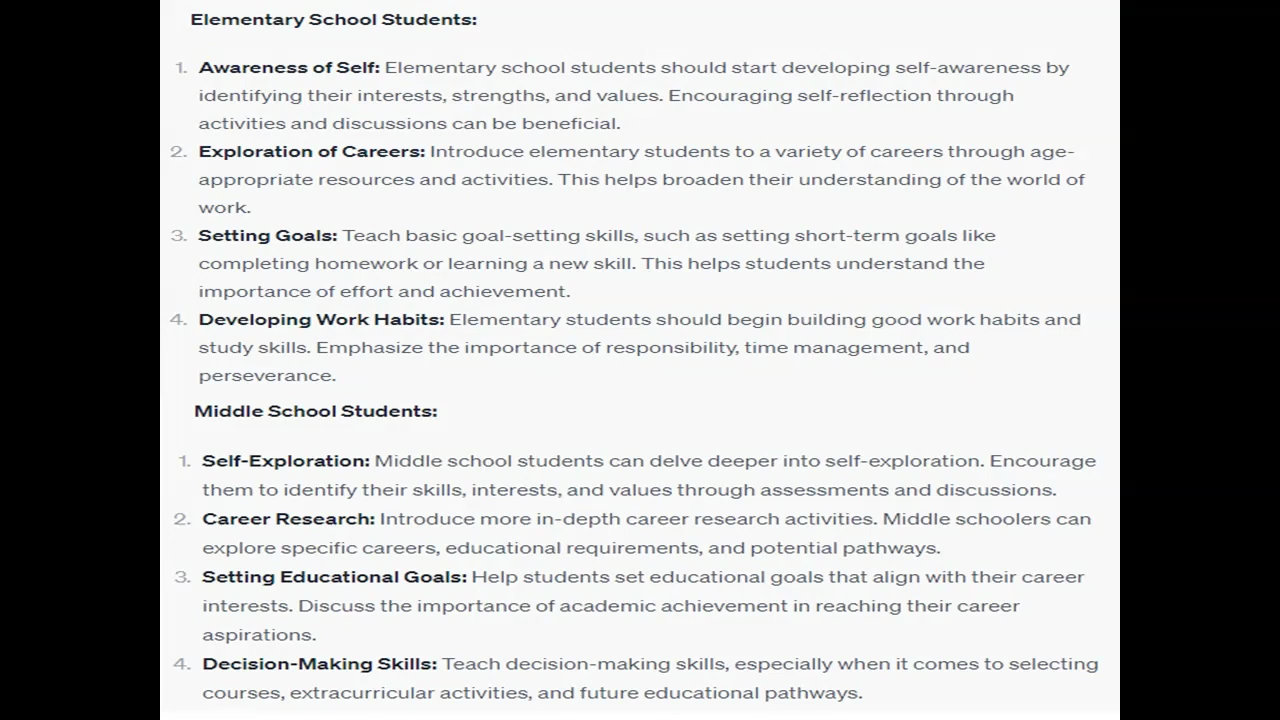 Elementary School Students:
1. Awareness of Self: Elementary school students should start developing self-awareness by
identifying their interests, strengths, and values. Encouraging self-reflection through
activities and discussions can be beneficial.
2. Exploration of Careers: Introduce elementary students to a variety of careers through age-
appropriate resources and activities. This helps broaden their understanding of the world of
work.
3. Setting Goals: Teach basic goal-setting skills, such as setting short-term goals like
completing homework or learning a new skill. This helps students understand the
importance of effort and achievement.
4. Developing Work Habits: Elementary students should begin building good work habits and
study skills. Emphasize the importance of responsibility, time management, and
perseverance.
Middle School Students:
1. Self-Exploration: Middle school students can delve deeper into self-exploration. Encourage
them to identify their skills, interests, and values through assessments and discussions.
2. Career Research: Introduce more in-depth career research activities. Middle schoolers can
explore specific careers, educational requirements, and potential pathways.
3. Setting Educational Goals: Help students set educational goals that align with their career
interests. Discuss the importance of academic achievement in reaching their career
aspirations.
4. Decision-Making Skills: Teach decision-making skills, especially when it comes to selecting
courses, extracurricular activities, and future educational pathways.